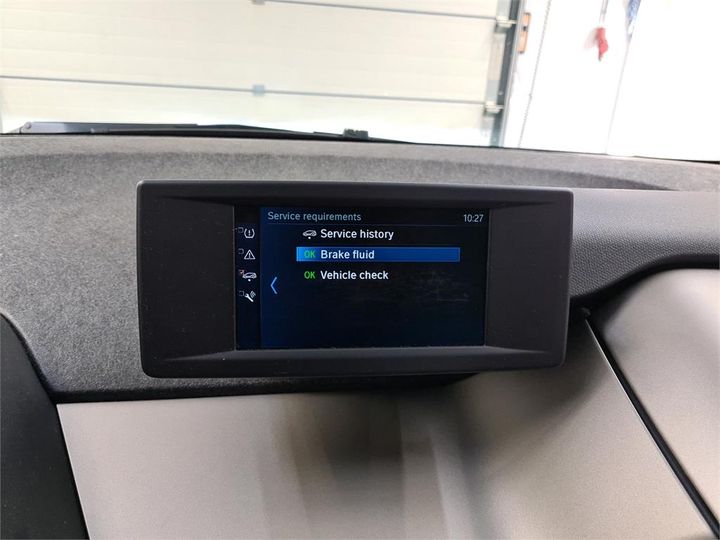 Service requirements 10:27
Service history
OK Brake fluid
OK Vehicle check